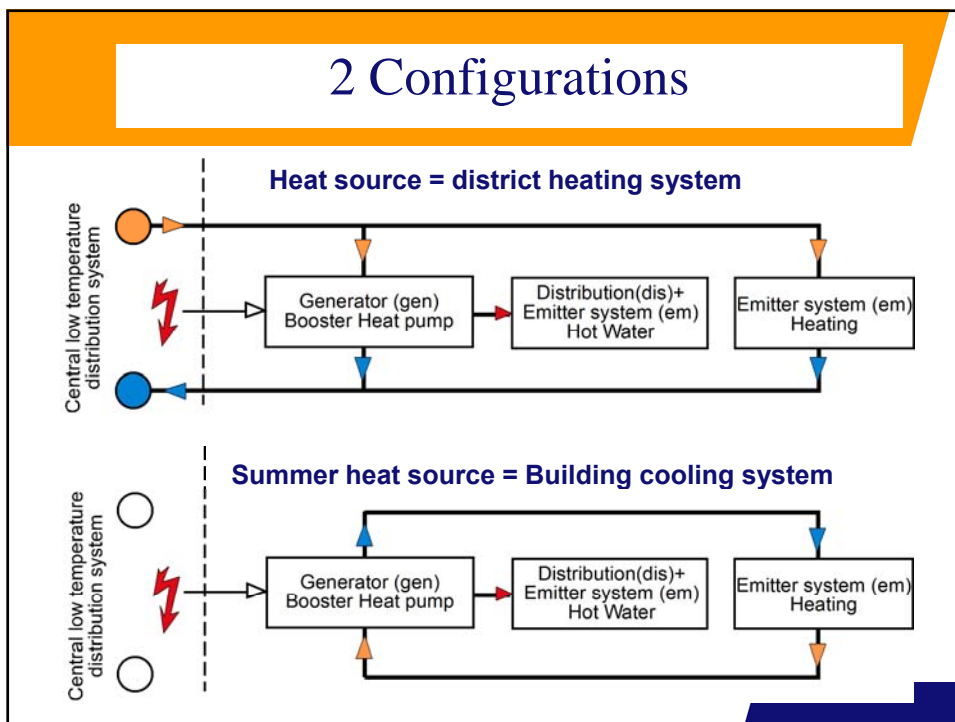 2 Configurations
Heat source = district heating system
Central low temperature
distribution system
Generator (gen)
Booster Heat pump
Distribution(dis)+
Emitter system (em)
Hot Water
Emitter system (em)
Heating
Summer heat source = Building cooling system
Central low temperature
distribution system
Generator (gen)
Booster Heat pump
Distribution(dis)+
Emitter system (em)
Hot Water
Emitter system (em)
Heating